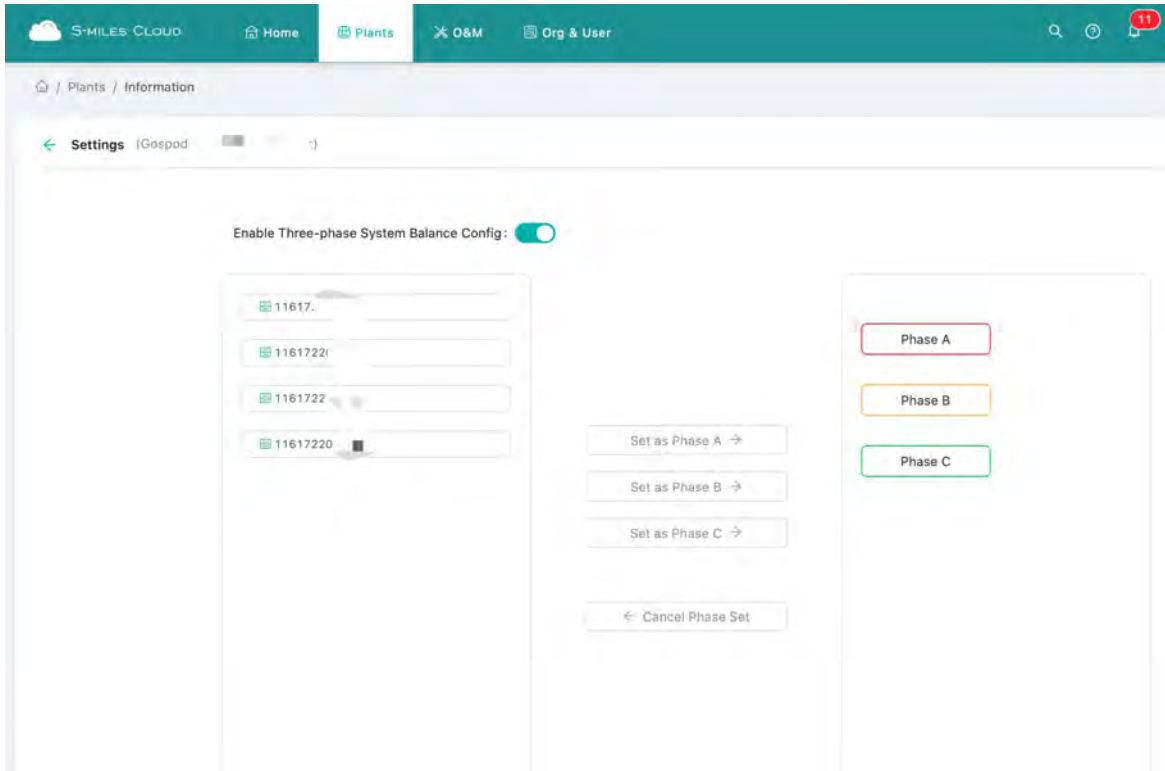 S-MILES CLOUD Home Plants O&M Org & User 11
/ Plants / Information
Settings (Gospod :)
Enable Three-phase System Balance Config:
11617.
1161722
1161722
11617220
Set as Phase A →
Set as Phase B →
Set as Phase C →
← Cancel Phase Set
Phase A
Phase B
Phase C